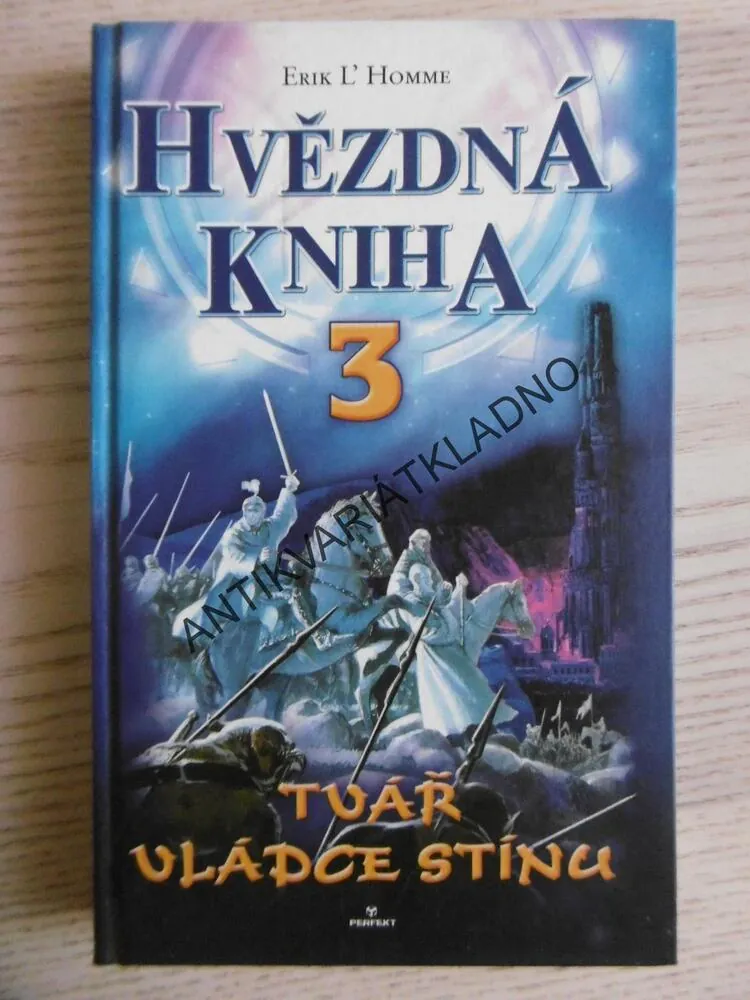 Erik L' Homme
Hvězdná
kniha
3
ANTIKVARIÁTKLADNO
Tvář
vládce stínu
PERFEKT